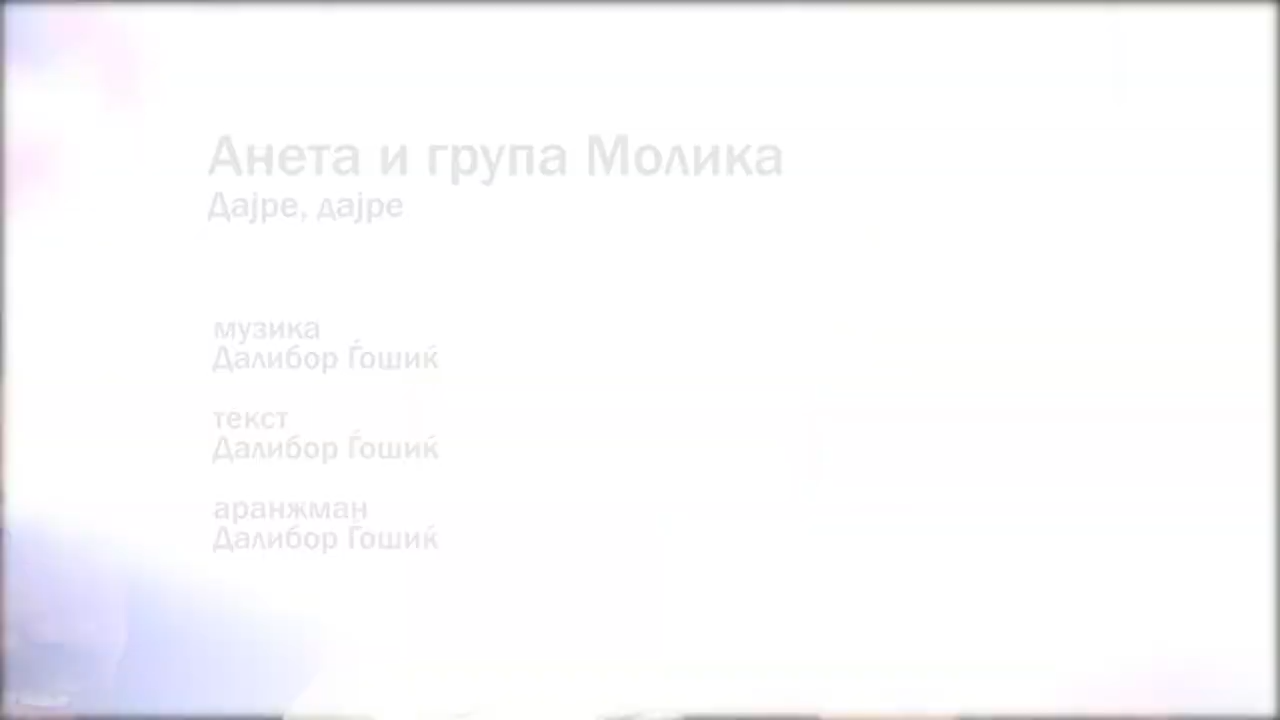 Анета и група Молика
Дајре, дајре
музика
Далибор Ѓошиќ
текст
Далибор Ѓошиќ
аранжман
Далибор Ѓошиќ